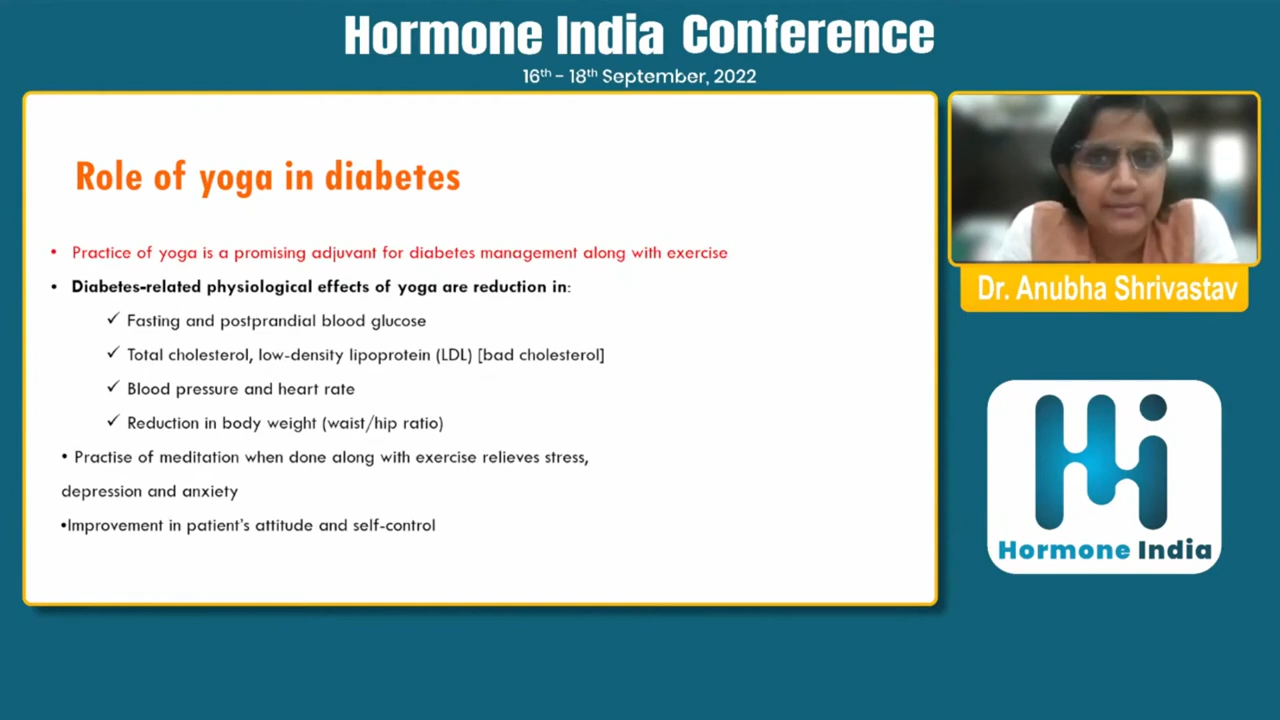 Hormone India Conference
16th – 18th September, 2022
Role of yoga in diabetes
• Practice of yoga is a promising adjuvant for diabetes management along with exercise
• Diabetes-related physiological effects of yoga are reduction in:
✓ Fasting and postprandial blood glucose
✓ Total cholesterol, low-density lipoprotein (LDL) [bad cholesterol]
✓ Blood pressure and heart rate
✓ Reduction in body weight (waist/hip ratio)
• Practise of meditation when done along with exercise relieves stress,
depression and anxiety
•Improvement in patient's attitude and self-control
Dr. Anubha Shrivastav
Hormone India